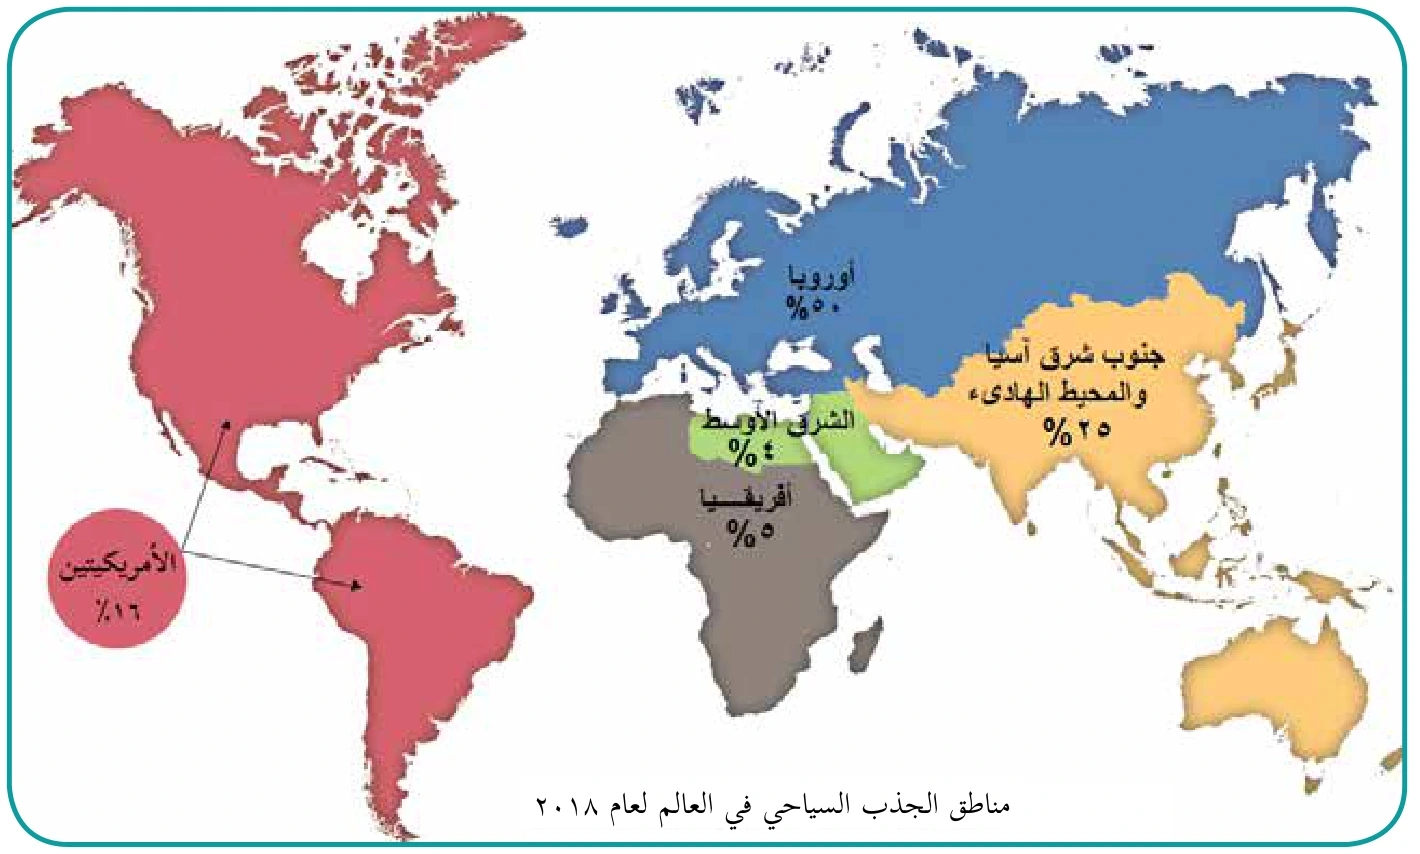 أوروبا
%٥٠
جنوب شرق آسيا
والمحيط الهادىء
%٢٥
الشرق الأوسط
%٤
أفريقـــيا
%٥
الأمريكيتين
٪١٦
مناطق الجذب السياحي في العالم لعام ٢٠١٨